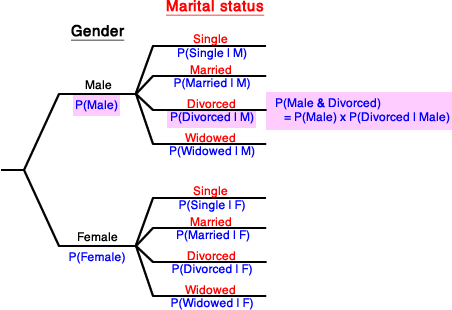 Marital status
Gender
Single
P(Single | M)
Married
P(Married | M)
Male
P(Male)
Divorced
P(Divorced | M)
P(Male & Divorced)
= P(Male) x P(Divorced | Male)
Widowed
P(Widowed | M)
Single
P(Single | F)
Married
P(Married | F)
Female
P(Female)
Divorced
P(Divorced | F)
Widowed
P(Widowed | F)